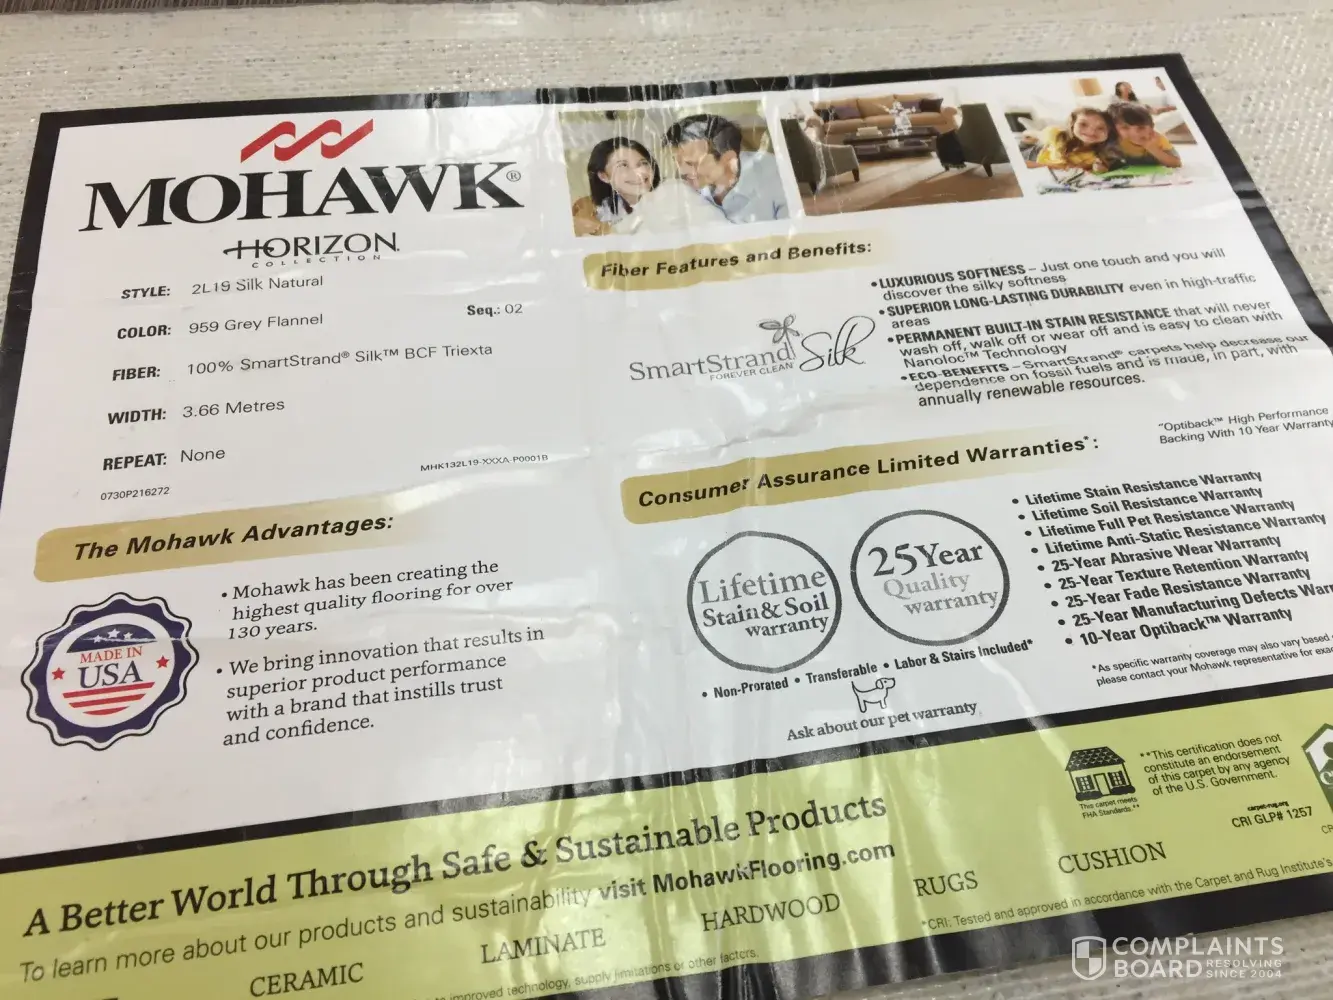 MOHAWK®
HORIZON
COLLECTION
STYLE: 2L19 Silk Natural
COLOR: 959 Grey Flannel
Seq.: 02
FIBER: 100% SmartStrand® Silk™ BCF Triexta
WIDTH: 3.66 Metres
REPEAT: None
MHK132L19-XXXA-P0001B
0730P216272
The Mohawk Advantages:
MADE IN
USA
• Mohawk has been creating the
highest quality flooring for over
130 years.
• We bring innovation that results in
superior product performance
with a brand that instills trust
and confidence.
Fiber Features and Benefits:
SmartStrand Silk
FOREVER CLEAN
• LUXURIOUS SOFTNESS – Just one touch and you will
discover the silky softness
• SUPERIOR LONG-LASTING DURABILITY even in high-traffic
areas
• PERMANENT BUILT-IN STAIN RESISTANCE that will never
wash off, walk off or wear off and is easy to clean with
Nanoloc™ Technology
• ECO-BENEFITS – SmartStrand® carpets help decrease our
dependence on fossil fuels and is made, in part, with
annually renewable resources.
"Optiback™ High Performance
Backing With 10 Year Warranty
Consumer Assurance Limited Warranties*:
Lifetime
Stain&Soil
warranty
25Year
Quality
warranty
• Non-Prorated • Transferable • Labor & Stairs Included*
Ask about our pet warranty
• Lifetime Stain Resistance Warranty
• Lifetime Soil Resistance Warranty
• Lifetime Full Pet Resistance Warranty
• Lifetime Anti-Static Resistance Warranty
• 25-Year Abrasive Wear Warranty
• 25-Year Texture Retention Warranty
• 25-Year Fade Resistance Warranty
• 25-Year Manufacturing Defects Warr
• 10-Year Optiback™ Warranty
*As specific warranty coverage may also vary based
please contact your Mohawk representative for exac
This carpet meets
FHA Standards.**
**This certification does not
constitute an endorsement
of this carpet by any agency
of the U.S. Government.
carpet-rug.org
CRI GLP# 1257
A Better World Through Safe & Sustainable Products
To learn more about our products and sustainability visit MohawkFlooring.com
CERAMIC LAMINATE HARDWOOD RUGS CUSHION
*CRI: Tested and approved in accordance with the Carpet and Rug Institute's
improved technology, supply limitations or other factors.
COMPLAINTS
BOARD RESOLVING
SINCE 2004